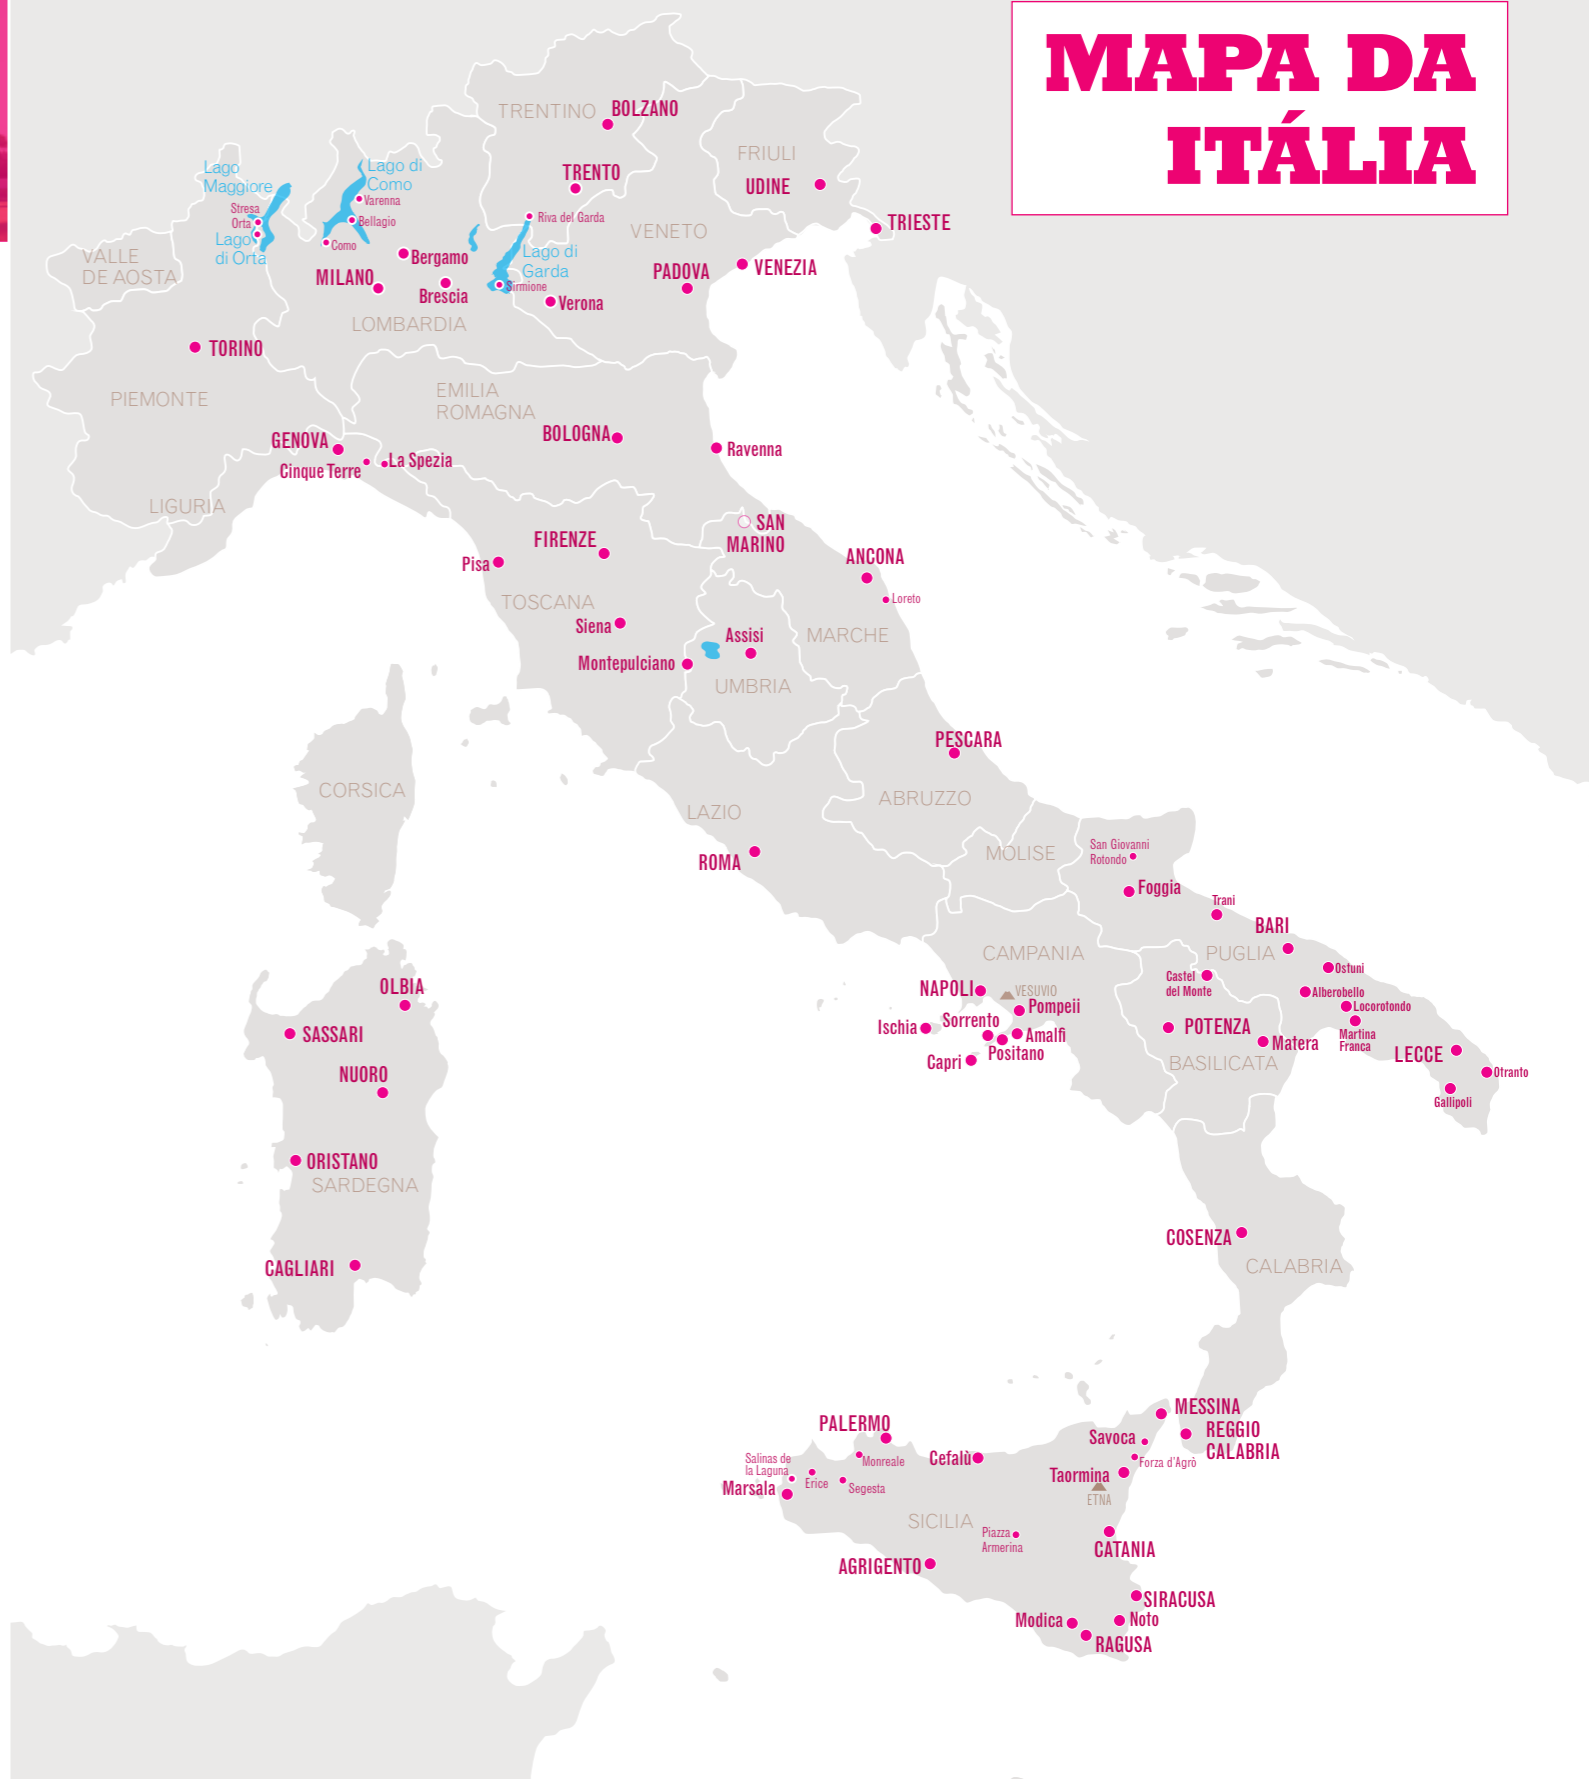 MAPA DA
ITÁLIA
TRENTINO
BOLZANO
FRIULI
TRENTO
UDINE
Lago
Maggiore
Lago di
Como
Varenna
Stresa
Orta
Bellagio
Riva del Garda
TRIESTE
Lago
di Orta
Como
VENETO
VALLE
DE AOSTA
Bergamo
Lago di
Garda
PADOVA
VENEZIA
MILANO
Brescia
Sirmione
Verona
LOMBARDIA
TORINO
PIEMONTE
EMILIA
ROMAGNA
GENOVA
BOLOGNA
Ravenna
Cinque Terre
La Spezia
LIGURIA
SAN
MARINO
FIRENZE
ANCONA
Pisa
Loreto
TOSCANA
Siena
Assisi
MARCHE
Montepulciano
UMBRIA
PESCARA
CORSICA
ABRUZZO
LAZIO
ROMA
MOLISE
San Giovanni
Rotondo
Foggia
Trani
BARI
CAMPANIA
PUGLIA
Ostuni
Castel
del Monte
OLBIA
NAPOLI
VESUVIO
Alberobello
Pompeii
Locorotondo
SASSARI
Ischia
Sorrento
Amalfi
POTENZA
Martina
Franca
Positano
Matera
LECCE
Capri
BASILICATA
NUORO
Otranto
Gallipoli
ORISTANO
SARDEGNA
COSENZA
CAGLIARI
CALABRIA
MESSINA
PALERMO
REGGIO
CALABRIA
Savoca
Cefalù
Monreale
Forza d'Agrò
Salinas de
la Laguna
Taormina
Erice
Segesta
Marsala
ETNA
SICILIA
Piazza
Armerina
CATANIA
AGRIGENTO
SIRACUSA
Modica
Noto
RAGUSA